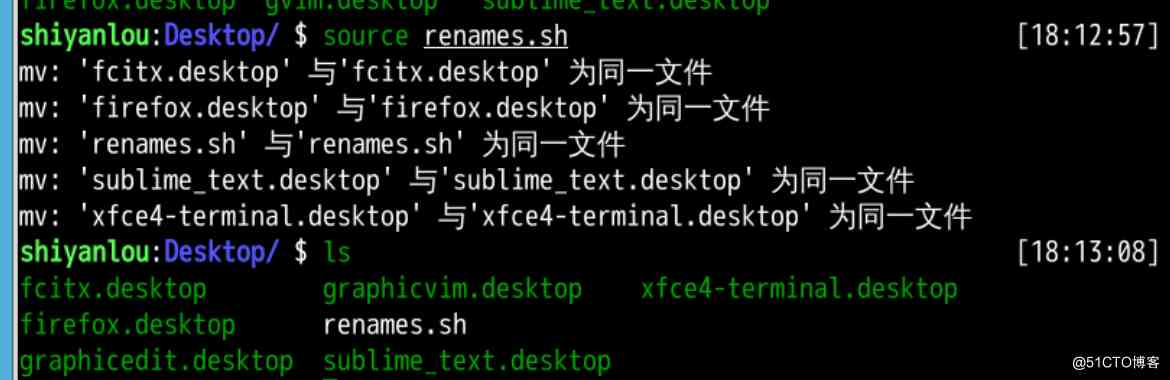 firefox.desktop gvim.desktop sublime_text.desktop
shiyanlou:Desktop/ $ source renames.sh [18:12:57]
mv: 'fcitx.desktop' 与'fcitx.desktop' 为同一文件
mv: 'firefox.desktop' 与'firefox.desktop' 为同一文件
mv: 'renames.sh' 与'renames.sh' 为同一文件
mv: 'sublime_text.desktop' 与'sublime_text.desktop' 为同一文件
mv: 'xfce4-terminal.desktop' 与'xfce4-terminal.desktop' 为同一文件
shiyanlou:Desktop/ $ ls [18:13:08]
fcitx.desktop graphicvim.desktop xfce4-terminal.desktop
firefox.desktop renames.sh
graphicedit.desktop sublime_text.desktop
@51CTO博客